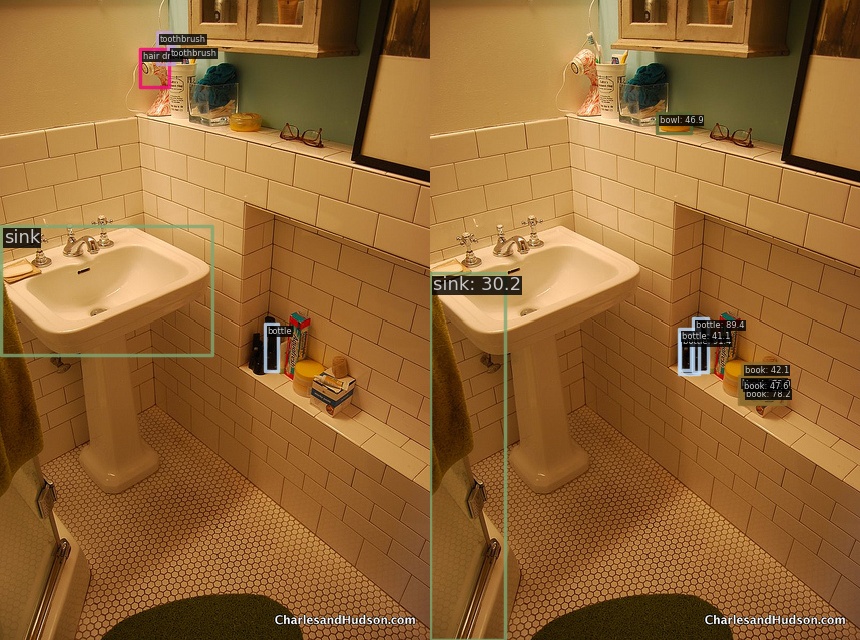 toothbrush
toothbrush
hair d
sink
bottle
CharlesandHudson.com
bowl: 46.9
sink: 30.2
bottle: 89.4
bottle: 41.1
book: 42.1
book: 47.6
book: 78.2
CharlesandHudson.com